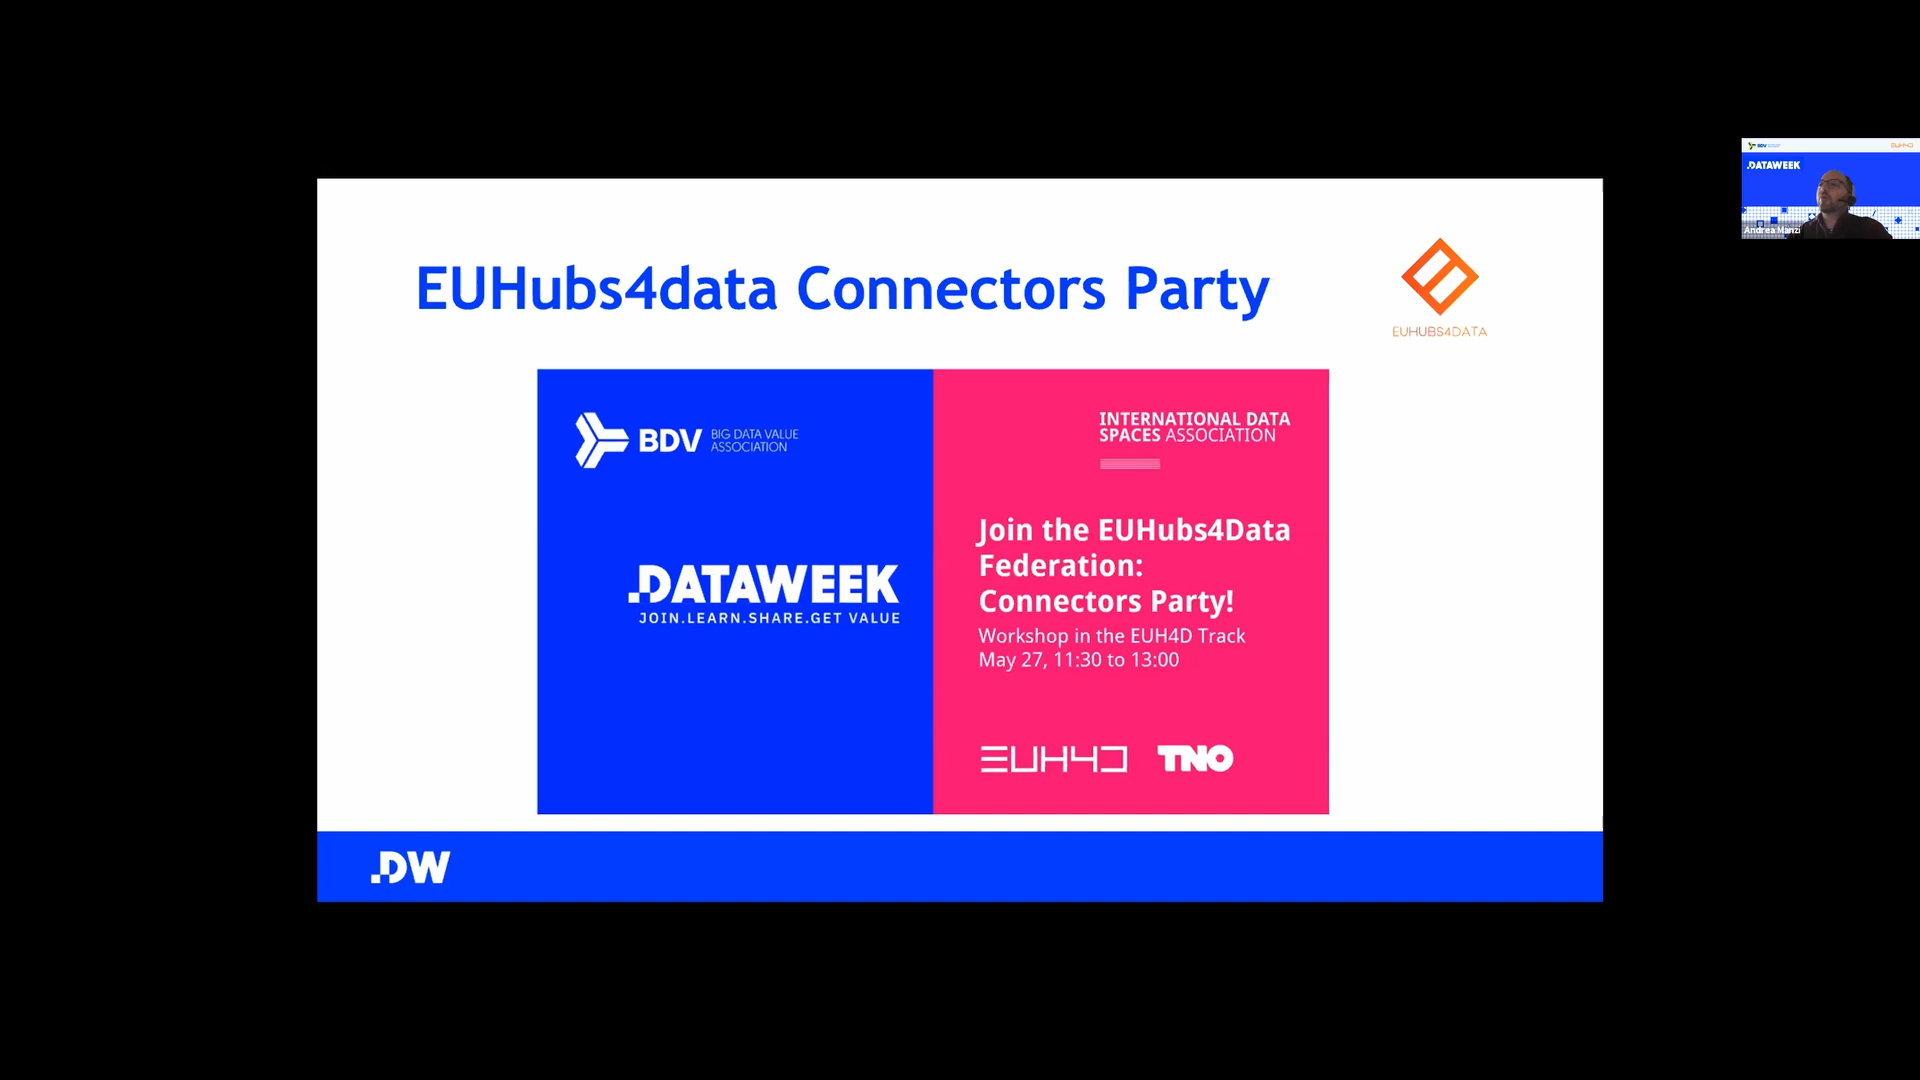 EUHubs4data Connectors Party
EUHUBS4DATA
BDV
BIG DATA VALUE
ASSOCIATION
.DATAWEEK
JOIN.LEARN.SHARE.GET VALUE
INTERNATIONAL DATA
SPACES ASSOCIATION
Join the EUHubs4Data
Federation:
Connectors Party!
Workshop in the EUH4D Track
May 27, 11:30 to 13:00
EUH4D TNO
.DW
BDV
EUH4D
.DATAWEEK
Andrea Manzi